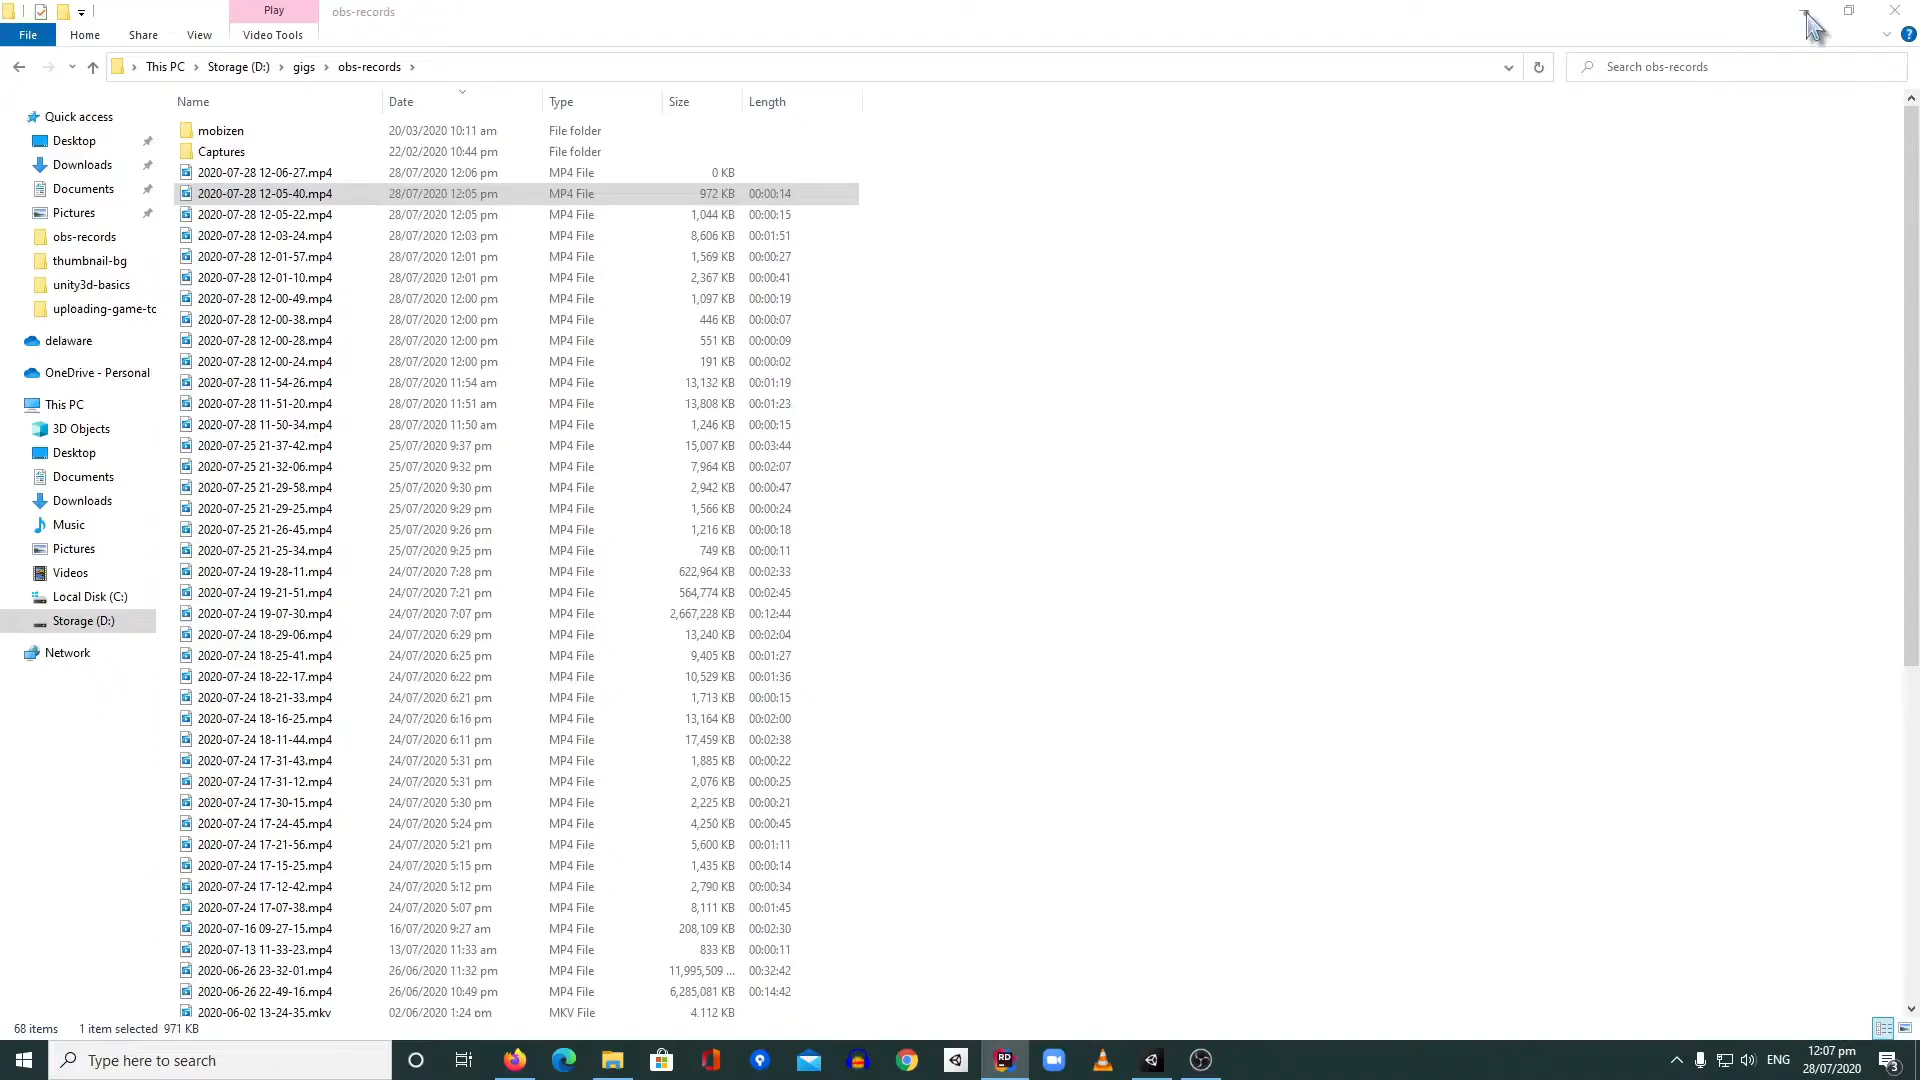 Play
obs-records
File
Home
Share
View
Video Tools
This PC
Storage (D:)
gigs
obs-records
Search obs-records
Name
Date
Type
Size
Length
Quick access
Desktop
Downloads
Documents
Pictures
obs-records
thumbnail-bg
unity3d-basics
uploading-game-tc
delaware
OneDrive - Personal
This PC
3D Objects
Desktop
Documents
Downloads
Music
Pictures
Videos
Local Disk (C:)
Storage (D:)
Network
mobizen 20/03/2020 10:11 am File folder
Captures 22/02/2020 10:44 pm File folder
2020-07-28 12-06-27.mp4 28/07/2020 12:06 pm MP4 File 0 KB
2020-07-28 12-05-40.mp4 28/07/2020 12:05 pm MP4 File 972 KB 00:00:14
2020-07-28 12-05-22.mp4 28/07/2020 12:05 pm MP4 File 1,044 KB 00:00:15
2020-07-28 12-03-24.mp4 28/07/2020 12:03 pm MP4 File 8,606 KB 00:01:51
2020-07-28 12-01-57.mp4 28/07/2020 12:01 pm MP4 File 1,569 KB 00:00:27
2020-07-28 12-01-10.mp4 28/07/2020 12:01 pm MP4 File 2,367 KB 00:00:41
2020-07-28 12-00-49.mp4 28/07/2020 12:00 pm MP4 File 1,097 KB 00:00:19
2020-07-28 12-00-38.mp4 28/07/2020 12:00 pm MP4 File 446 KB 00:00:07
2020-07-28 12-00-28.mp4 28/07/2020 12:00 pm MP4 File 551 KB 00:00:09
2020-07-28 12-00-24.mp4 28/07/2020 12:00 pm MP4 File 191 KB 00:00:02
2020-07-28 11-54-26.mp4 28/07/2020 11:54 am MP4 File 13,132 KB 00:01:19
2020-07-28 11-51-20.mp4 28/07/2020 11:51 am MP4 File 13,808 KB 00:01:23
2020-07-28 11-50-34.mp4 28/07/2020 11:50 am MP4 File 1,246 KB 00:00:15
2020-07-25 21-37-42.mp4 25/07/2020 9:37 pm MP4 File 15,007 KB 00:03:44
2020-07-25 21-32-06.mp4 25/07/2020 9:32 pm MP4 File 7,964 KB 00:02:07
2020-07-25 21-29-58.mp4 25/07/2020 9:30 pm MP4 File 2,942 KB 00:00:47
2020-07-25 21-29-25.mp4 25/07/2020 9:29 pm MP4 File 1,566 KB 00:00:24
2020-07-25 21-26-45.mp4 25/07/2020 9:26 pm MP4 File 1,216 KB 00:00:18
2020-07-25 21-25-34.mp4 25/07/2020 9:25 pm MP4 File 749 KB 00:00:11
2020-07-24 19-28-11.mp4 24/07/2020 7:28 pm MP4 File 622,964 KB 00:02:33
2020-07-24 19-21-51.mp4 24/07/2020 7:21 pm MP4 File 564,774 KB 00:02:45
2020-07-24 19-07-30.mp4 24/07/2020 7:07 pm MP4 File 2,667,228 KB 00:12:44
2020-07-24 18-29-06.mp4 24/07/2020 6:29 pm MP4 File 13,240 KB 00:02:04
2020-07-24 18-25-41.mp4 24/07/2020 6:25 pm MP4 File 9,405 KB 00:01:27
2020-07-24 18-22-17.mp4 24/07/2020 6:22 pm MP4 File 10,529 KB 00:01:36
2020-07-24 18-21-33.mp4 24/07/2020 6:21 pm MP4 File 1,713 KB 00:00:15
2020-07-24 18-16-25.mp4 24/07/2020 6:16 pm MP4 File 13,164 KB 00:02:00
2020-07-24 18-11-44.mp4 24/07/2020 6:11 pm MP4 File 17,459 KB 00:02:38
2020-07-24 17-31-43.mp4 24/07/2020 5:31 pm MP4 File 1,885 KB 00:00:22
2020-07-24 17-31-12.mp4 24/07/2020 5:31 pm MP4 File 2,076 KB 00:00:25
2020-07-24 17-30-15.mp4 24/07/2020 5:30 pm MP4 File 2,225 KB 00:00:21
2020-07-24 17-24-45.mp4 24/07/2020 5:24 pm MP4 File 4,250 KB 00:00:45
2020-07-24 17-21-56.mp4 24/07/2020 5:21 pm MP4 File 5,600 KB 00:01:11
2020-07-24 17-15-25.mp4 24/07/2020 5:15 pm MP4 File 1,435 KB 00:00:14
2020-07-24 17-12-42.mp4 24/07/2020 5:12 pm MP4 File 2,790 KB 00:00:34
2020-07-24 17-07-38.mp4 24/07/2020 5:07 pm MP4 File 8,111 KB 00:01:45
2020-07-16 09-27-15.mp4 16/07/2020 9:27 am MP4 File 208,109 KB 00:02:30
2020-07-13 11-33-23.mp4 13/07/2020 11:33 am MP4 File 833 KB 00:00:11
2020-06-26 23-32-01.mp4 26/06/2020 11:32 pm MP4 File 11,995,509 ... 00:32:42
2020-06-26 22-49-16.mp4 26/06/2020 10:49 pm MP4 File 6,285,081 KB 00:14:42
2020-06-02 13-24-35.mkv 02/06/2020 1:24 pm MKV File 4,112 KB
68 items 1 item selected 971 KB
Type here to search
RD
ENG
12:07 pm
28/07/2020
3